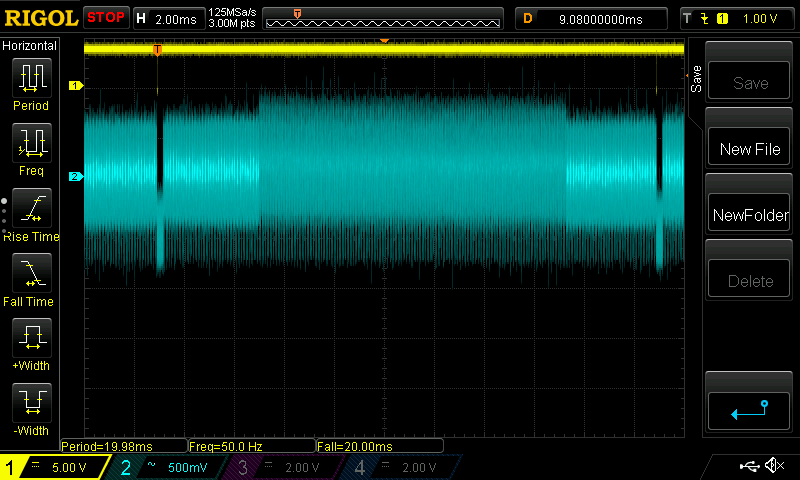 RIGOL STOP H 2.00ms 125MSa/s 3.00M pts D 9.08000000ms T 1 1.00 V
Horizontal
Period
Freq
Rise Time
Fall Time
+Width
-Width
T
T
1
2
Save
Save
New File
NewFolder
Delete
Period=19.98ms Freq=50.0 Hz Fall=20.00ms
1 = 5.00 V 2 ~ 500mV 3 = 2.00 V 4 = 2.00 V